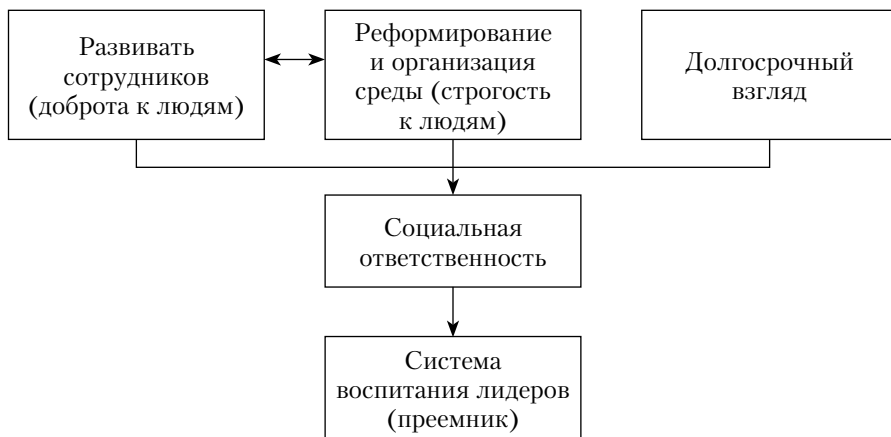 Развивать
сотрудников
(доброта к людям)
Реформирование
и организация
среды (строгость
к людям)
Долгосрочный
взгляд
Социальная
ответственность
Система
воспитания лидеров
(преемник)